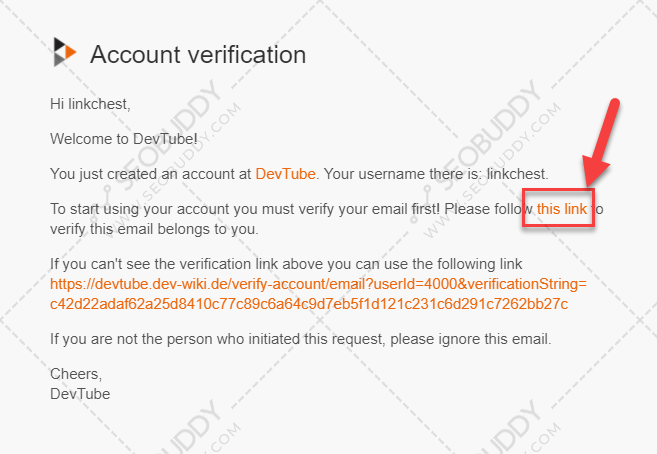 Account verification
Hi linkchest,
Welcome to DevTube!
You just created an account at DevTube. Your username there is: linkchest.
To start using your account you must verify your email first! Please follow this link to
verify this email belongs to you.
If you can't see the verification link above you can use the following link
https://devtube.dev-wiki.de/verify-account/email?userId=4000&verificationString=
c42d22adaf62a25d8410c77c89c6a64c9d7eb5f1d121c231c6d291c7262bb27c
If you are not the person who initiated this request, please ignore this email.
Cheers,
DevTube
SEOBUDDY
WWW.SEOBUDDY.COM